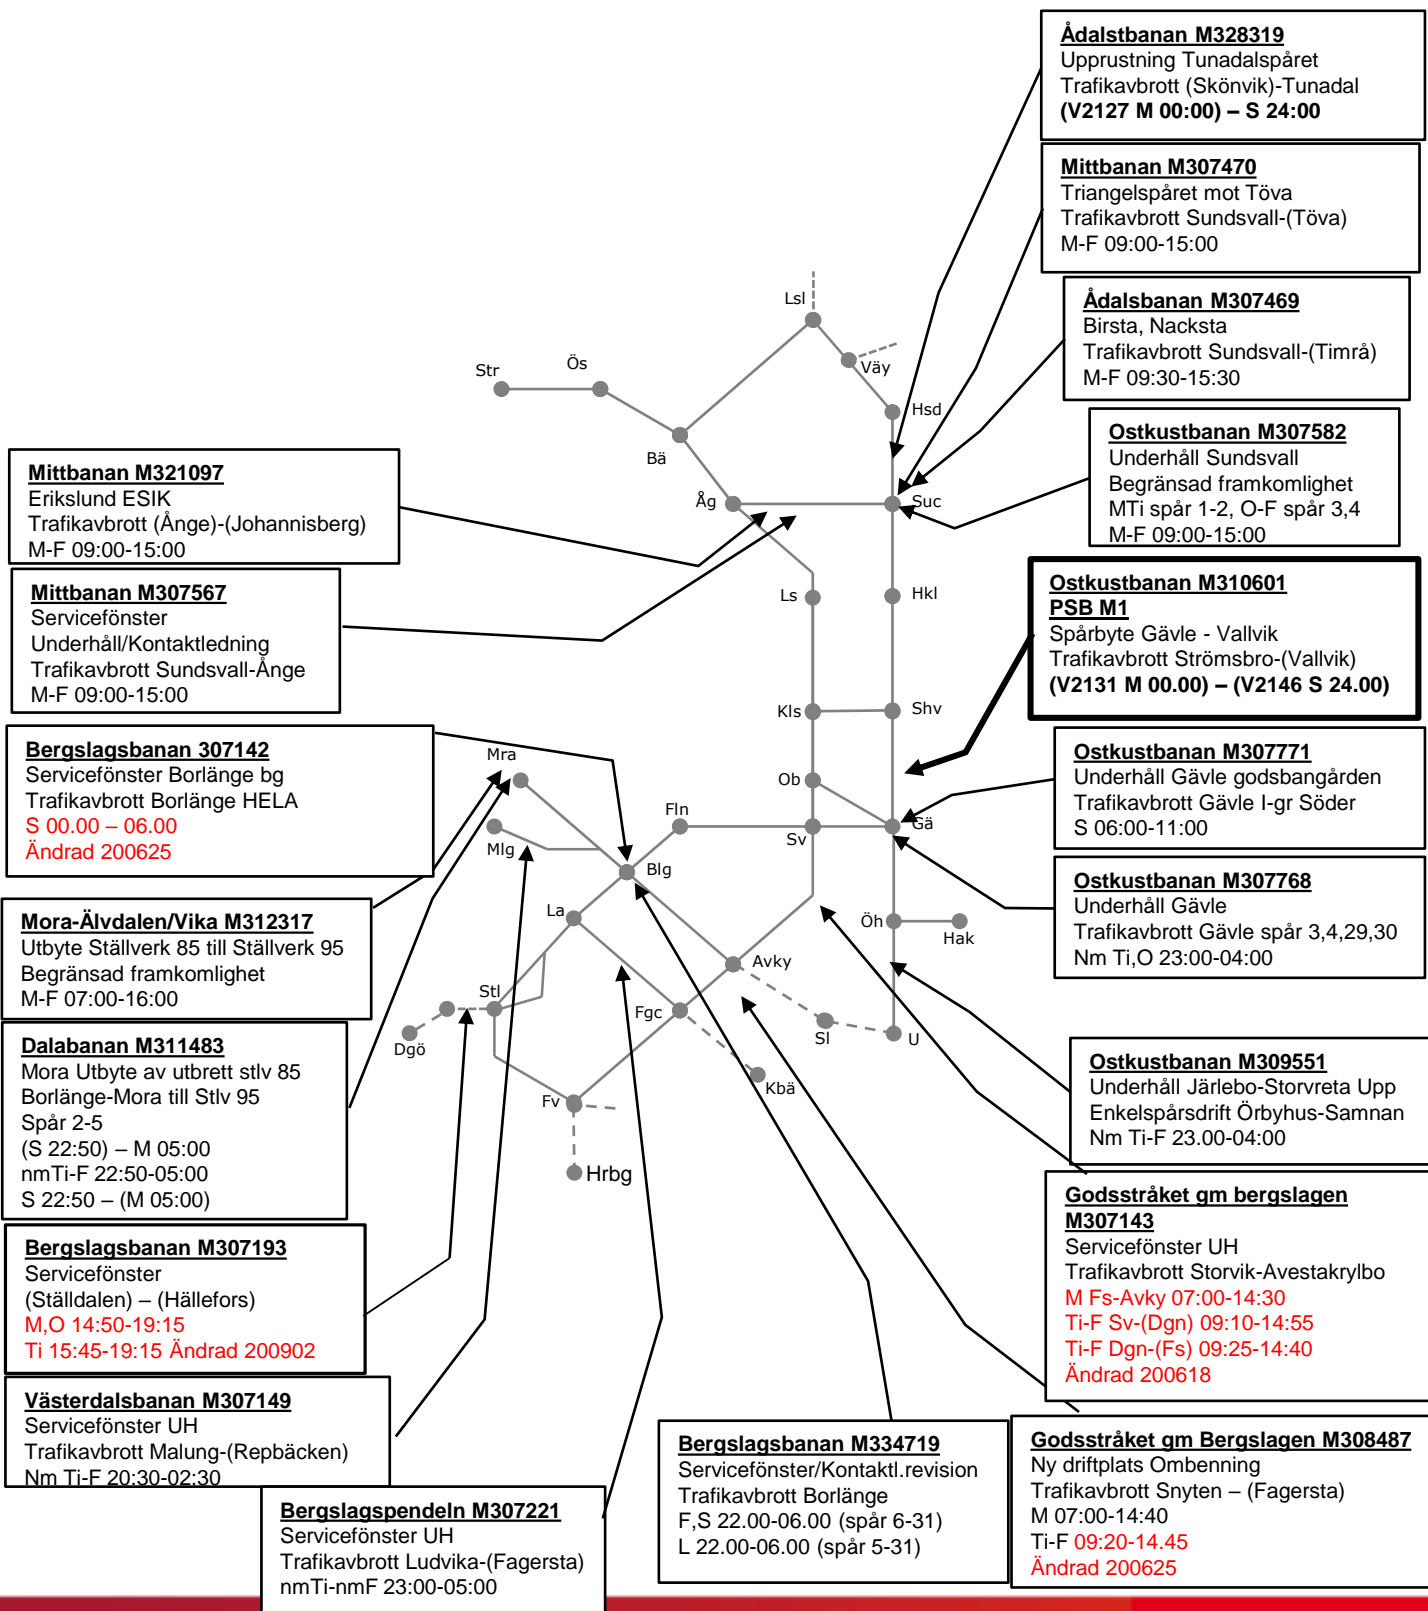 Ådalstbanan M328319
Upprustning Tunadalspåret
Trafikavbrott (Skönvik)-Tunadal
(V2127 M 00:00) – S 24:00
Mittbanan M307470
Triangelspåret mot Töva
Trafikavbrott Sundsvall-(Töva)
M-F 09:00-15:00
Ådalsbanan M307469
Birsta, Nacksta
Trafikavbrott Sundsvall-(Timrå)
M-F 09:30-15:30
Ostkustbanan M307582
Underhåll Sundsvall
Begränsad framkomlighet
MTi spår 1-2, O-F spår 3,4
M-F 09:00-15:00
Ostkustbanan M310601
PSB M1
Spårbyte Gävle - Vallvik
Trafikavbrott Strömsbro-(Vallvik)
(V2131 M 00.00) – (V2146 S 24.00)
Ostkustbanan M307771
Underhåll Gävle godsbangården
Trafikavbrott Gävle I-gr Söder
S 06:00-11:00
Ostkustbanan M307768
Underhåll Gävle
Trafikavbrott Gävle spår 3,4,29,30
Nm Ti,O 23:00-04:00
Ostkustbanan M309551
Underhåll Järlebo-Storvreta Upp
Enkelspårsdrift Örbyhus-Samnan
Nm Ti-F 23.00-04:00
Godsstråket gm bergslagen
M307143
Servicefönster UH
Trafikavbrott Storvik-Avestakrylbo
M Fs-Avky 07:00-14:30
Ti-F Sv-(Dgn) 09:10-14:55
Ti-F Dgn-(Fs) 09:25-14:40
Ändrad 200618
Godsstråket gm Bergslagen M308487
Ny driftplats Ombenning
Trafikavbrott Snyten – (Fagersta)
M 07:00-14:40
Ti-F 09:20-14.45
Ändrad 200625
Bergslagsbanan M334719
Servicefönster/Kontaktl.revision
Trafikavbrott Borlänge
F,S 22.00-06.00 (spår 6-31)
L 22.00-06.00 (spår 5-31)
Mittbanan M321097
Erikslund ESIK
Trafikavbrott (Ånge)-(Johannisberg)
M-F 09:00-15:00
Mittbanan M307567
Servicefönster
Underhåll/Kontaktledning
Trafikavbrott Sundsvall-Ånge
M-F 09:00-15:00
Bergslagsbanan 307142
Servicefönster Borlänge bg
Trafikavbrott Borlänge HELA
S 00.00 – 06.00
Ändrad 200625
Mora-Älvdalen/Vika M312317
Utbyte Ställverk 85 till Ställverk 95
Begränsad framkomlighet
M-F 07:00-16:00
Dalabanan M311483
Mora Utbyte av utbrett stlv 85
Borlänge-Mora till Stlv 95
Spår 2-5
(S 22:50) – M 05:00
nmTi-F 22:50-05:00
S 22:50 – (M 05:00)
Bergslagsbanan M307193
Servicefönster
(Ställdalen) – (Hällefors)
M,O 14:50-19:15
Ti 15:45-19:15 Ändrad 200902
Västerdalsbanan M307149
Servicefönster UH
Trafikavbrott Malung-(Repbäcken)
Nm Ti-F 20:30-02:30
Bergslagspendeln M307221
Servicefönster UH
Trafikavbrott Ludvika-(Fagersta)
nmTi-nmF 23:00-05:00
Lsl
Väy
Ös
Str
Hsd
Bä
Åg
Suc
Ls
Hkl
Kls
Shv
Mra
Ob
Fln
Gä
Sv
Mlg
Blg
La
Öh
Hak
Avky
Stl
Fgc
Sl
U
Dgö
Kbä
Fv
Hrbg